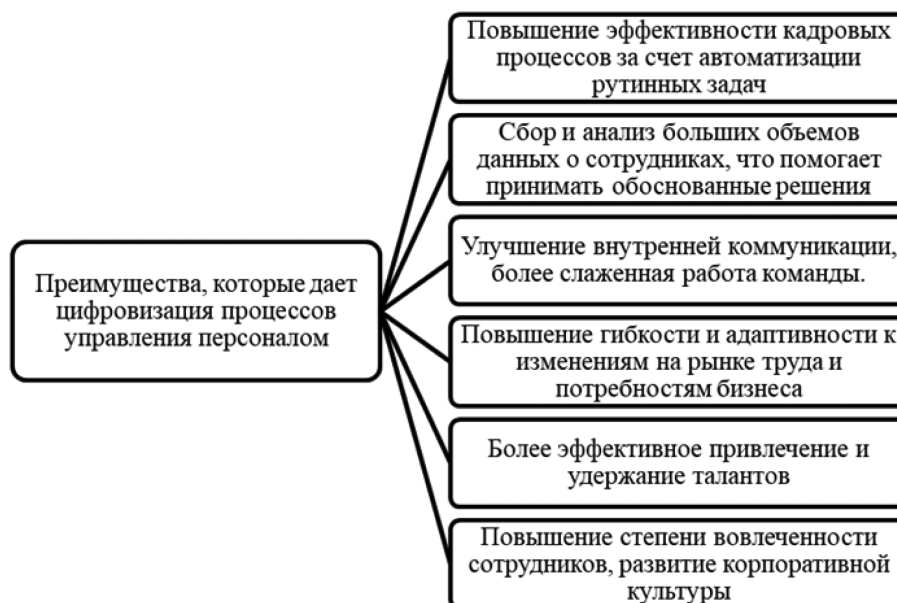 Повышение эффективности кадровых
процессов за счет автоматизации
рутинных задач
Сбор и анализ больших объемов
данных о сотрудниках, что помогает
принимать обоснованные решения
Улучшение внутренней коммуникации,
более слаженная работа команды.
Преимущества, которые дает
цифровизация процессов
управления персоналом
Повышение гибкости и адаптивности к
изменениям на рынке труда и
потребностям бизнеса
Более эффективное привлечение и
удержание талантов
Повышение степени вовлеченности
сотрудников, развитие корпоративной
культуры